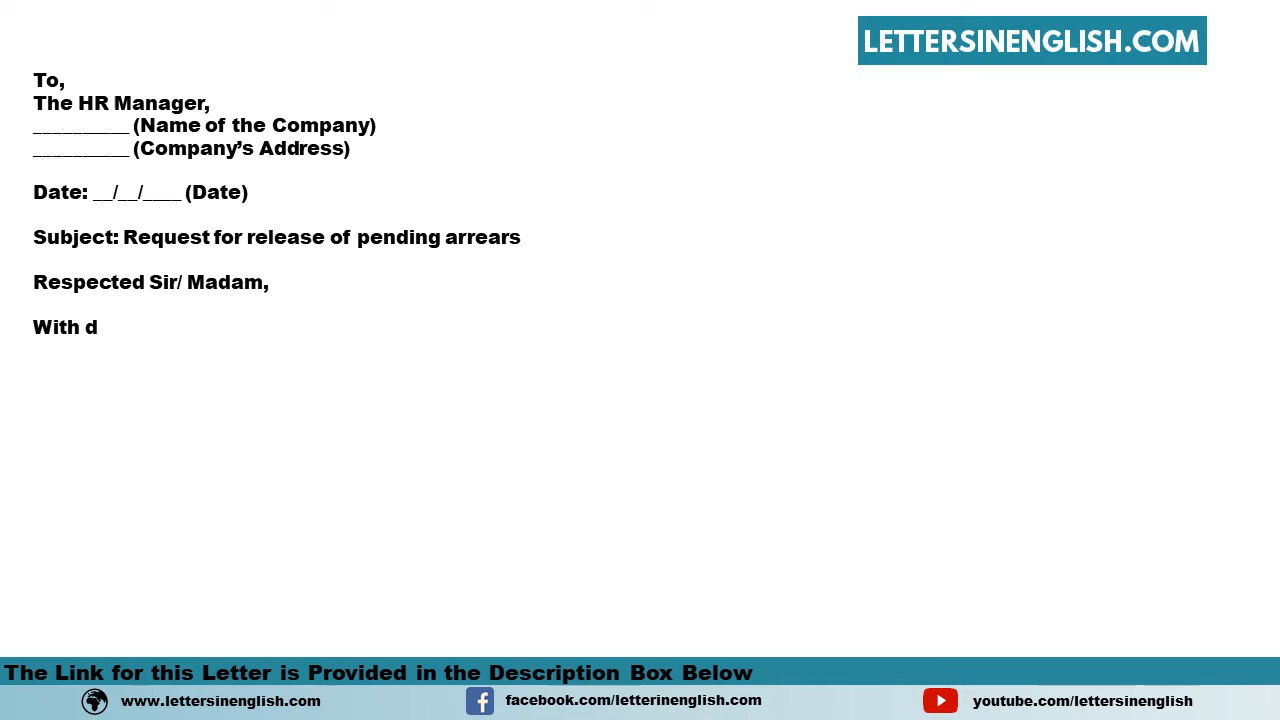 LETTERSINENGLISH.COM
To,
The HR Manager,
__________ (Name of the Company)
__________ (Company’s Address)
Date: __/__/____ (Date)
Subject: Request for release of pending arrears
Respected Sir/ Madam,
With d
The Link for this Letter is Provided in the Description Box Below
www.lettersinenglish.com
facebook.com/letterinenglish.com
youtube.com/lettersinenglish